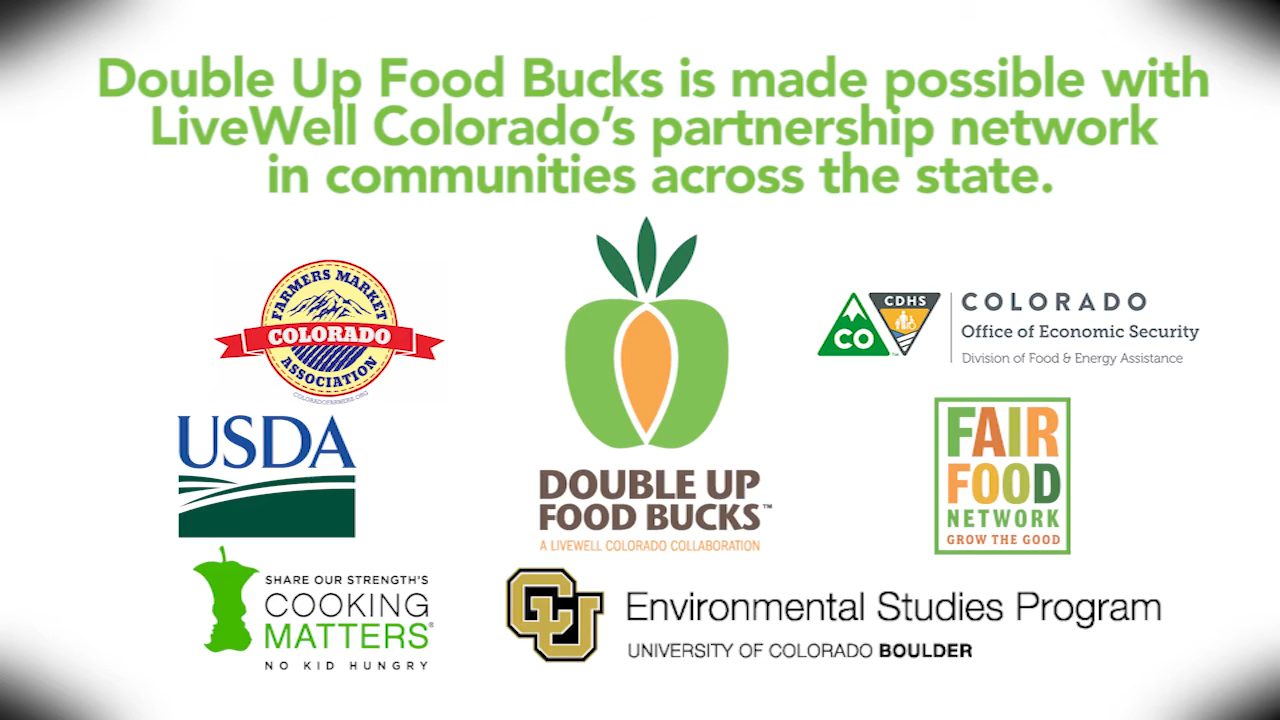 Double Up Food Bucks is made possible with
LiveWell Colorado's partnership network
in communities across the state.
FARMERS MARKET
COLORADO
ASSOCIATION
COLORADOFARMERS.ORG
CO
TM
CDHS
COLORADO
Office of Economic Security
Division of Food & Energy Assistance
USDA
DOUBLE UP
FOOD BUCKS™
A LIVEWELL COLORADO COLLABORATION
FAIR
FOOD
NETWORK
GROW THE GOOD
SHARE OUR STRENGTH'S
COOKING
MATTERS®
NO KID HUNGRY
CU
Environmental Studies Program
UNIVERSITY OF COLORADO BOULDER